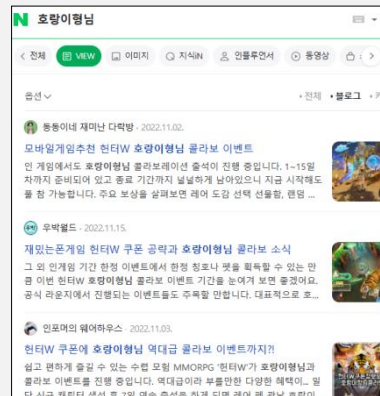 N 호랑이형님
전체 VIEW 이미지 지식iN 인플루언서 동영상
옵션 ・전체 ・블로그
동동이네 재미난 다락방 · 2022.11.02.
모바일게임추천 헌터W 호랑이형님 콜라보 이벤트
인 게임에서도 호랑이형님 콜라보레이션 출석이 진행 중입니다. 1~15일
차까지 준비되어 있고 종료 기간까지 널널하게 남아있으니 지금 시작해도
풀 참 가능합니다. 주요 보상을 살펴보면 레어 도감 선택 선물함, 랜덤 ...
우박월드 · 2022.11.15.
재밌는폰게임 헌터W 쿠폰 공략과 호랑이형님 콜라보 소식
그 외 인게임 기간 한정 이벤트에서 한정 칭호나 펫을 획득할 수 있는 만
큼 이번 헌터W 호랑이형님 콜라보 이벤트 기간을 눈여겨 보면 좋겠어요.
공식 라운지에서 진행되는 이벤트들도 주목할 만합니다. 대표적으로 호...
인포머의 웨어하우스 · 2022.11.03.
헌터W 쿠폰에 호랑이형님 역대급 콜라보 이벤트까지?!
쉽고 편하게 즐길 수 있는 수렵 모험 MMORPG '헌터W'가 호랑이형님과
콜라보 이벤트를 진행 중입니다. 역대급이라 부를만한 다양한 혜택이... 일